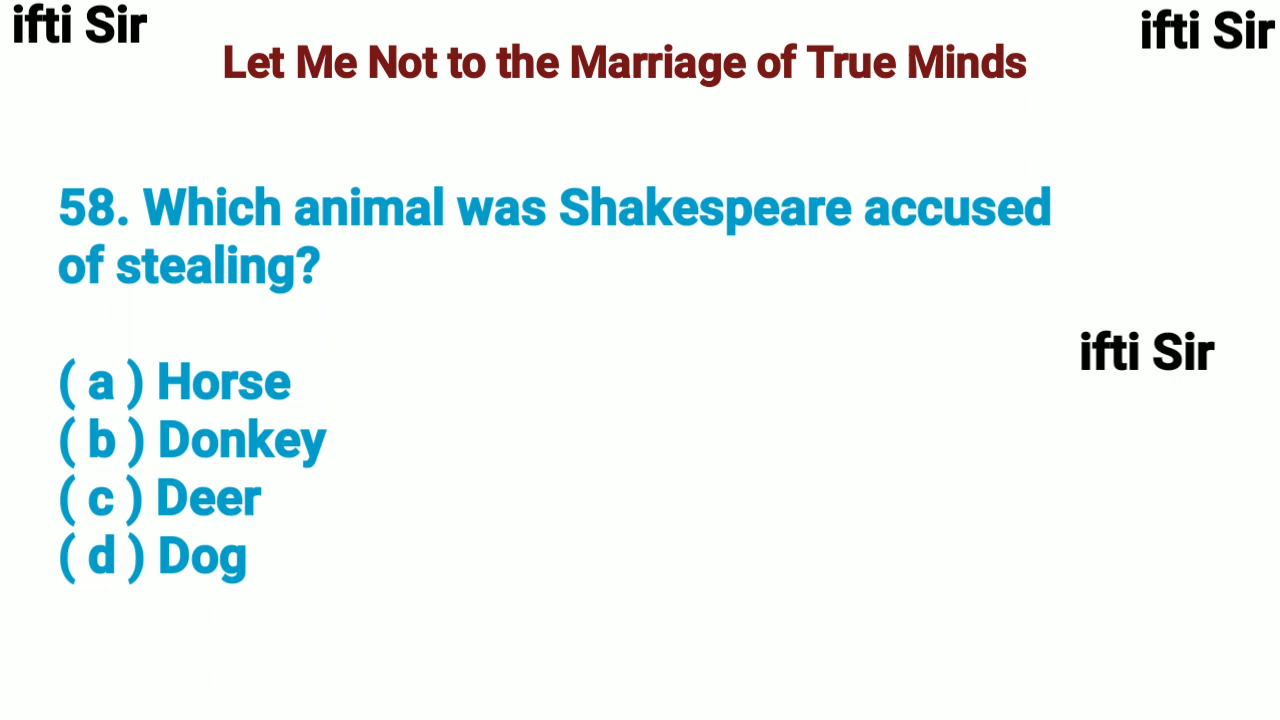 ifti Sir
ifti Sir
Let Me Not to the Marriage of True Minds
58. Which animal was Shakespeare accused
of stealing?
ifti Sir
( a ) Horse
( b ) Donkey
( c ) Deer
( d ) Dog